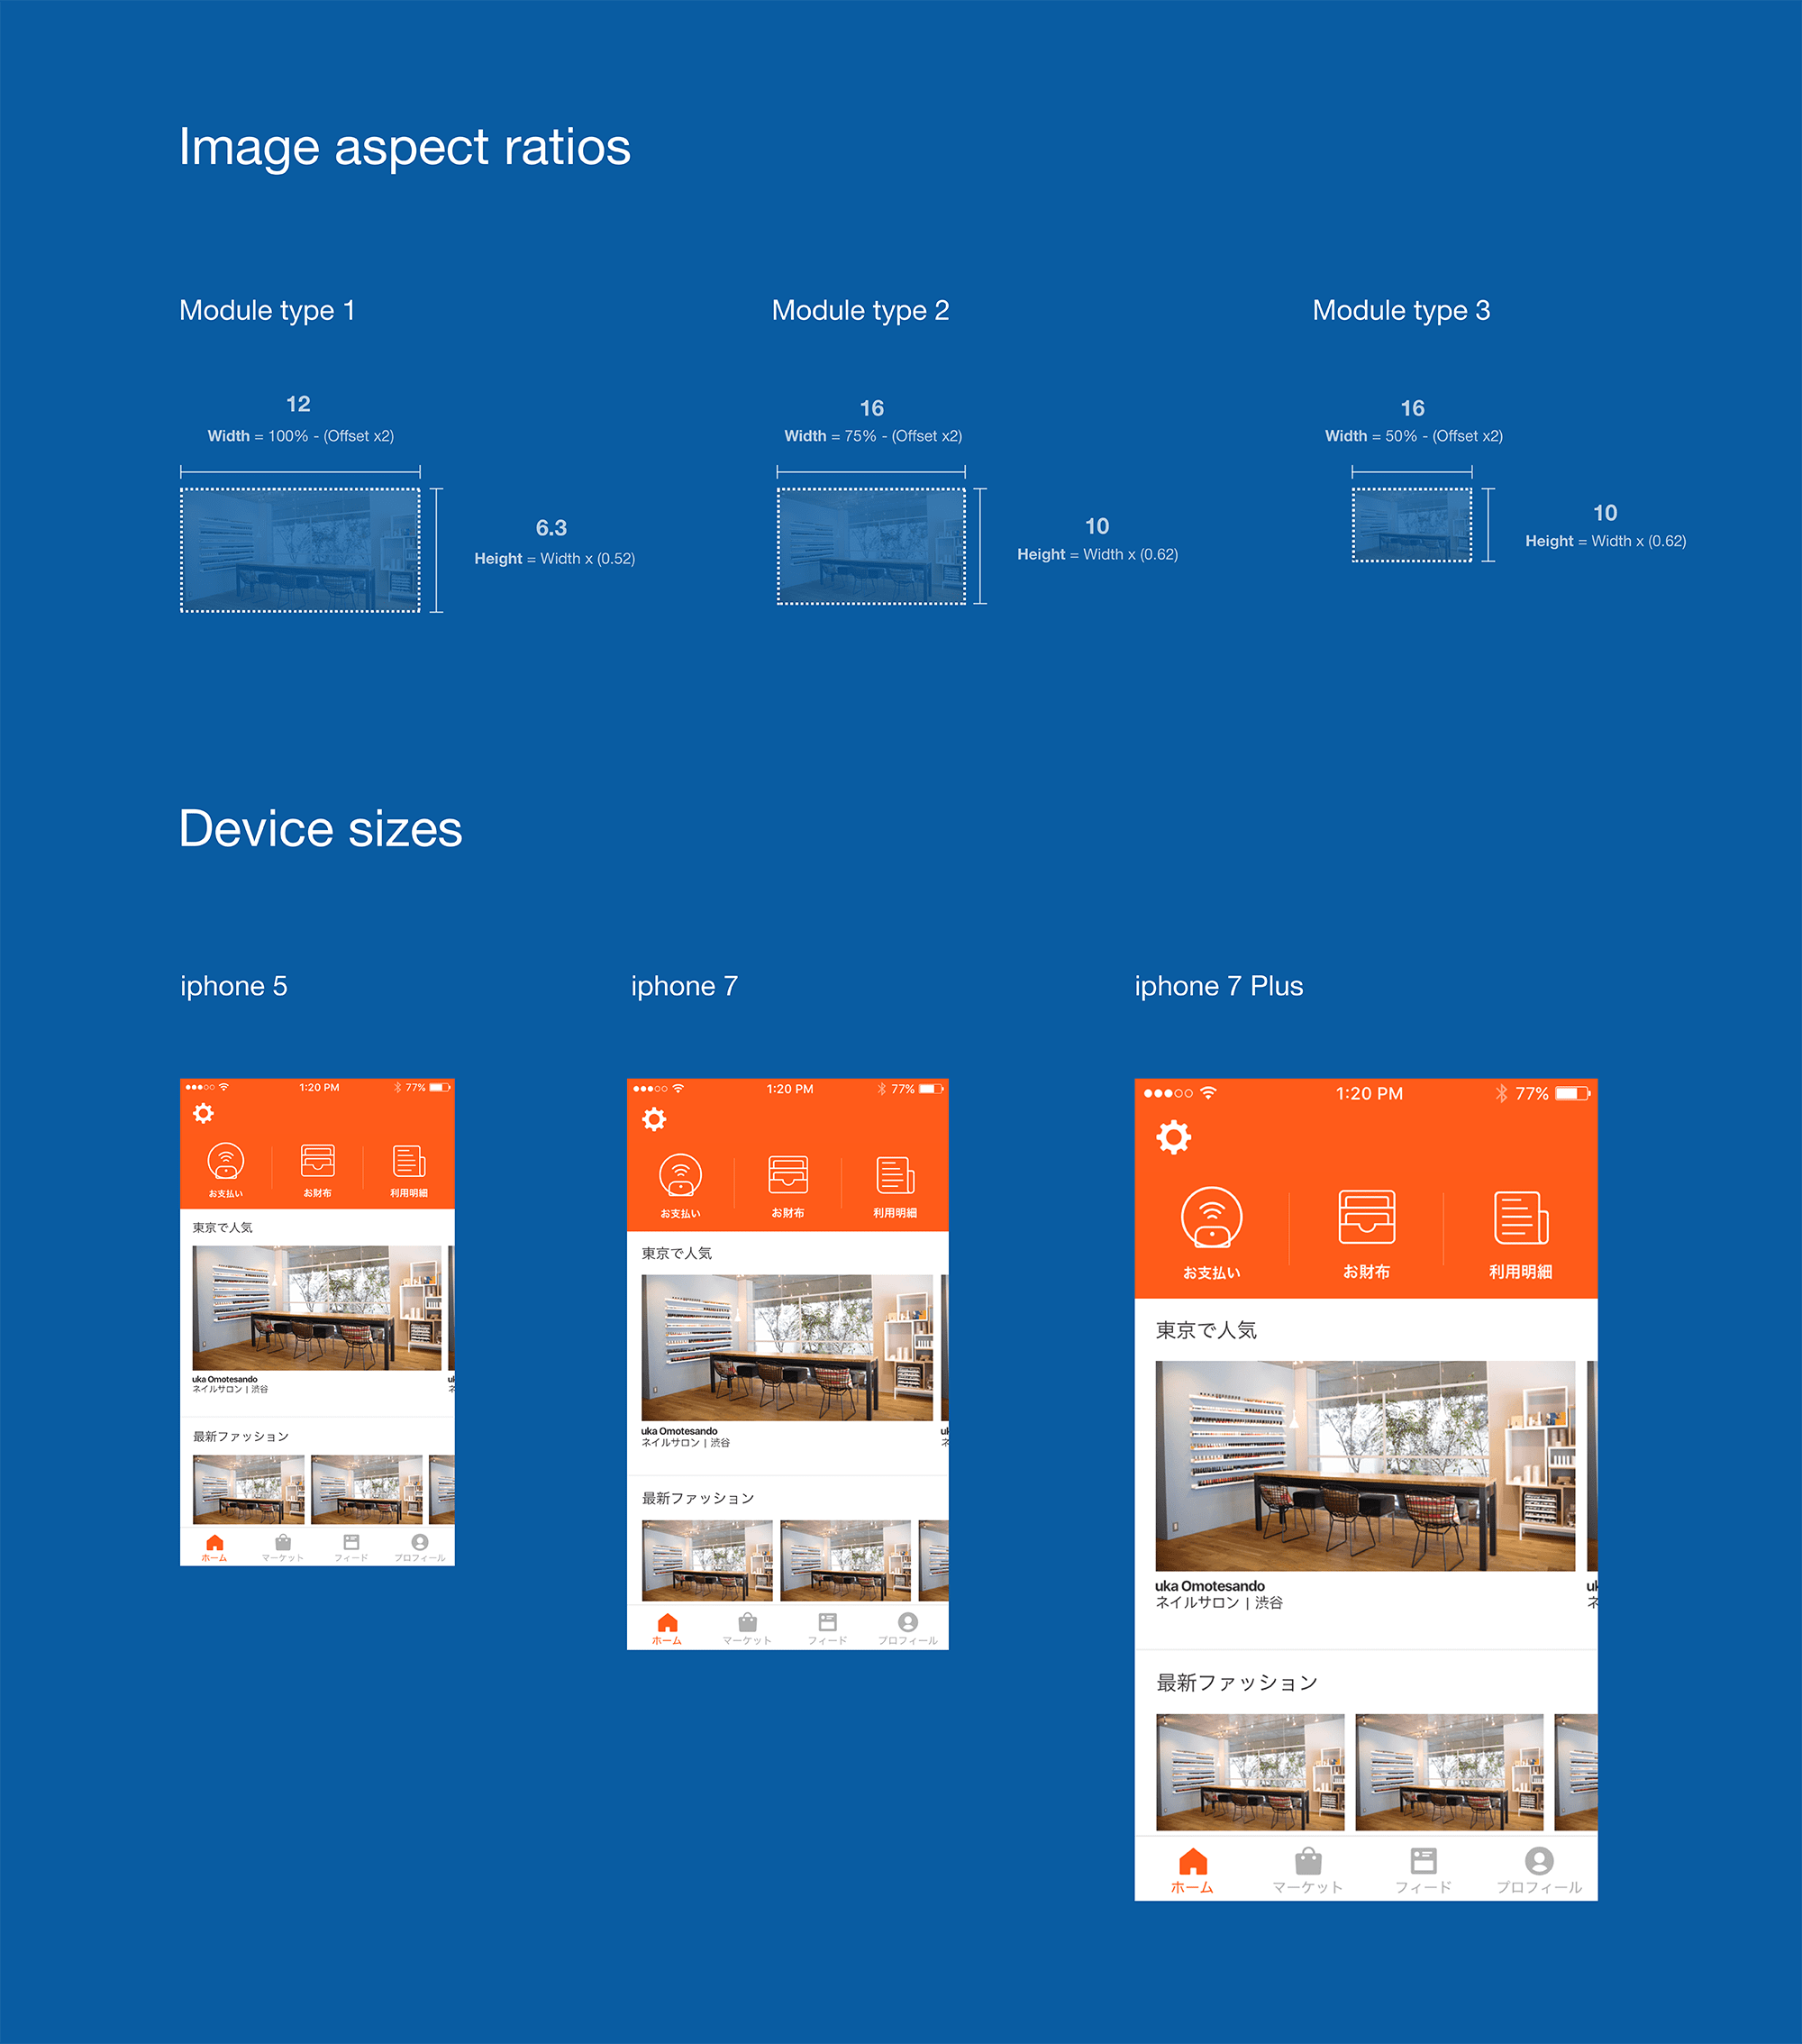 Image aspect ratios
Module type 1
Module type 2
Module type 3
12
Width = 100% - (Offset x2)
6.3
Height = Width x (0.52)
16
Width = 75% - (Offset x2)
10
Height = Width x (0.62)
16
Width = 50% - (Offset x2)
10
Height = Width x (0.62)
Device sizes
iphone 5
iphone 7
iphone 7 Plus
1:20 PM
77%
お支払い
お財布
利用明細
東京で人気
uka Omotesando
ネイルサロン | 渋谷
最新ファッション
ホーム
マーケット
フィード
プロフィール
1:20 PM
77%
お支払い
お財布
利用明細
東京で人気
uka Omotesando
ネイルサロン | 渋谷
最新ファッション
ホーム
マーケット
フィード
プロフィール
1:20 PM
77%
お支払い
お財布
利用明細
東京で人気
uka Omotesando
ネイルサロン | 渋谷
最新ファッション
ホーム
マーケット
フィード
プロフィール